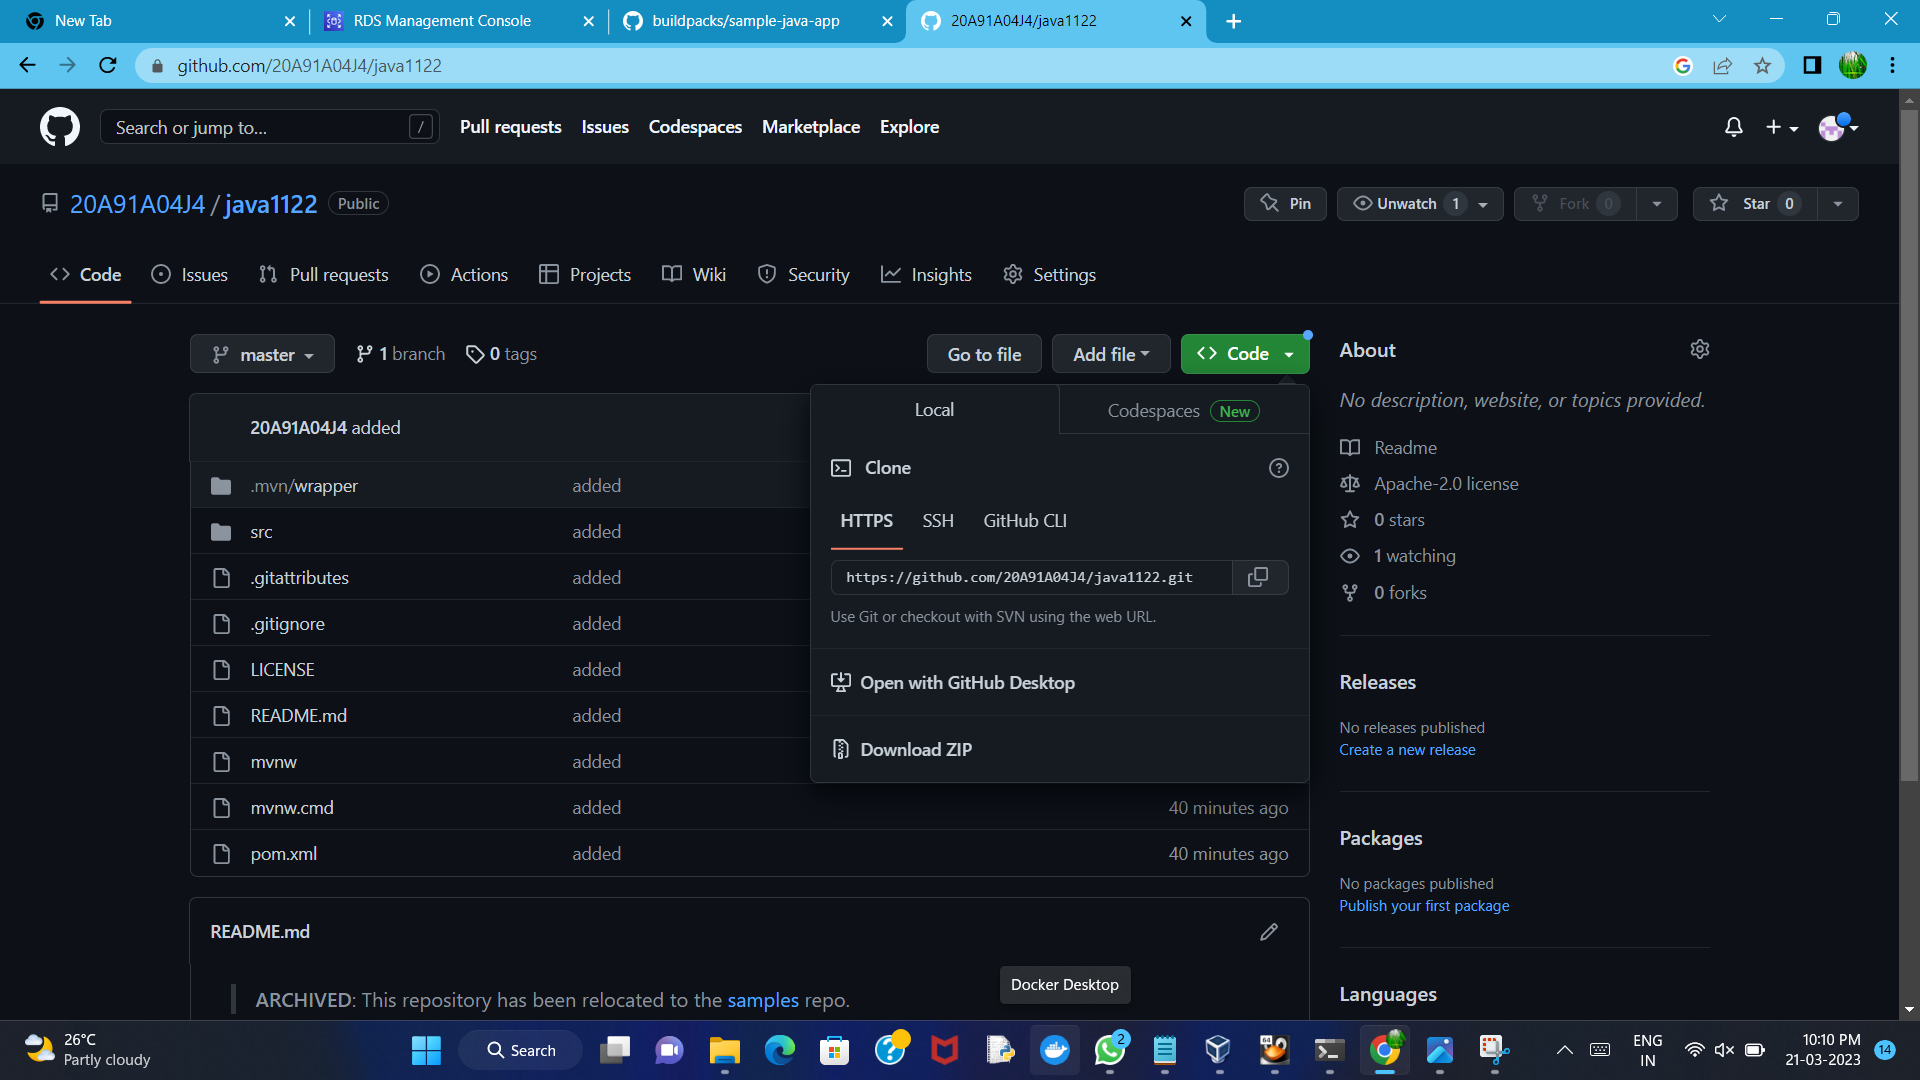 New Tab
RDS Management Console
buildpacks/sample-java-app
20A91A04J4/java1122
github.com/20A91A04J4/java1122
Search or jump to...
/
Pull requests
Issues
Codespaces
Marketplace
Explore
20A91A04J4 / java1122
Public
Pin
Unwatch 1
Fork 0
Star 0
Code
Issues
Pull requests
Actions
Projects
Wiki
Security
Insights
Settings
master
1 branch
0 tags
Go to file
Add file
Code
20A91A04J4 added
.mvn/wrapper added
src added
.gitattributes added
.gitignore added
LICENSE added
README.md added
mvnw added
mvnw.cmd added 40 minutes ago
pom.xml added 40 minutes ago
Local
Codespaces New
Clone
HTTPS
SSH
GitHub CLI
https://github.com/20A91A04J4/java1122.git
Use Git or checkout with SVN using the web URL.
Open with GitHub Desktop
Download ZIP
README.md
ARCHIVED: This repository has been relocated to the samples repo.
About
No description, website, or topics provided.
Readme
Apache-2.0 license
0 stars
1 watching
0 forks
Releases
No releases published
Create a new release
Packages
No packages published
Publish your first package
Languages
Docker Desktop
26°C
Partly cloudy
Search
2
64
ENG
IN
10:10 PM
21-03-2023
14